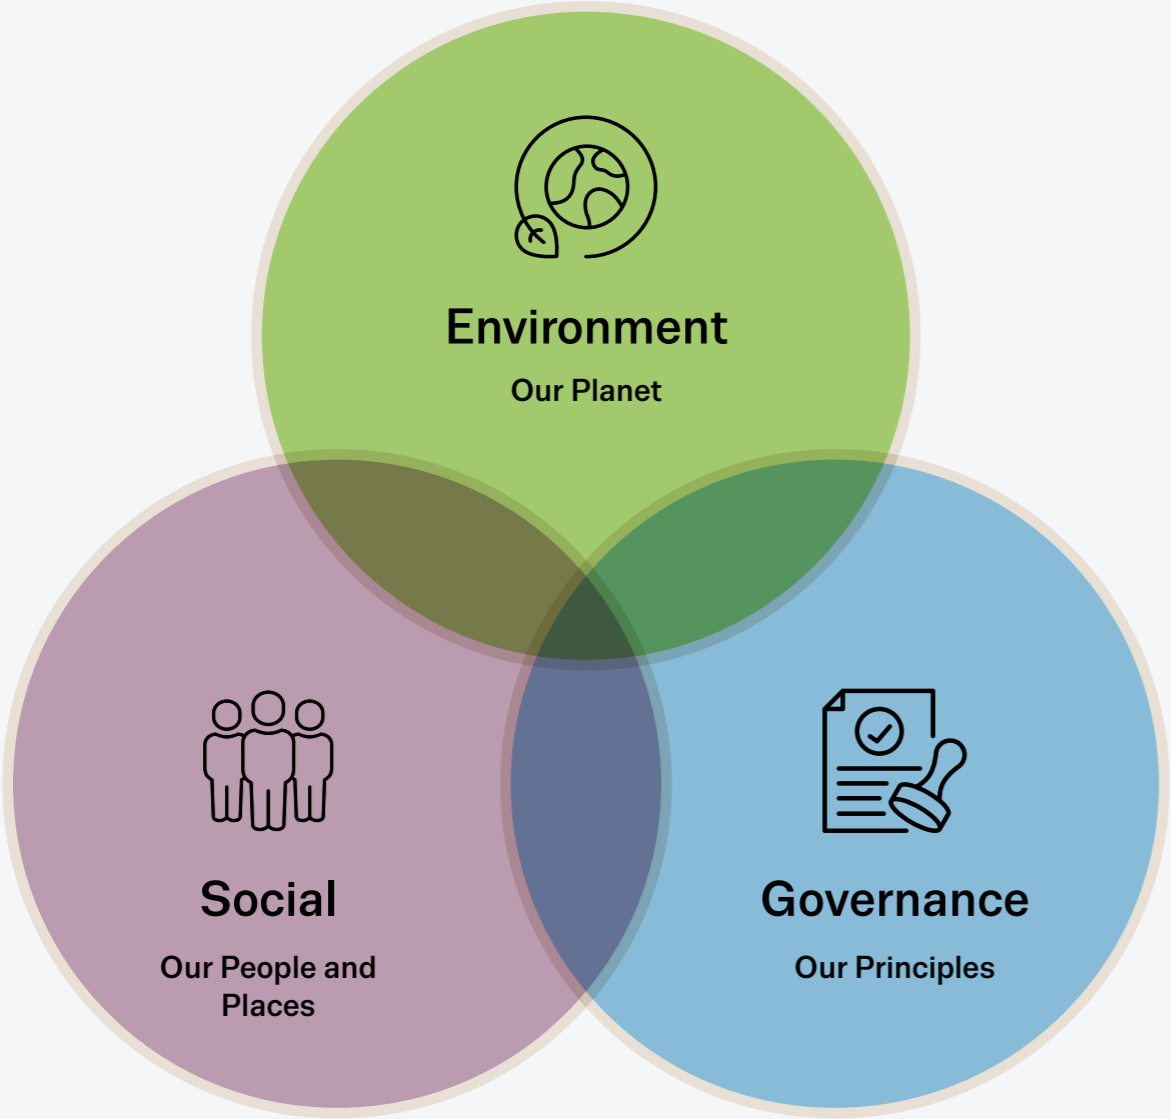 Environment
Our Planet
Social
Our People and
Places
Governance
Our Principles